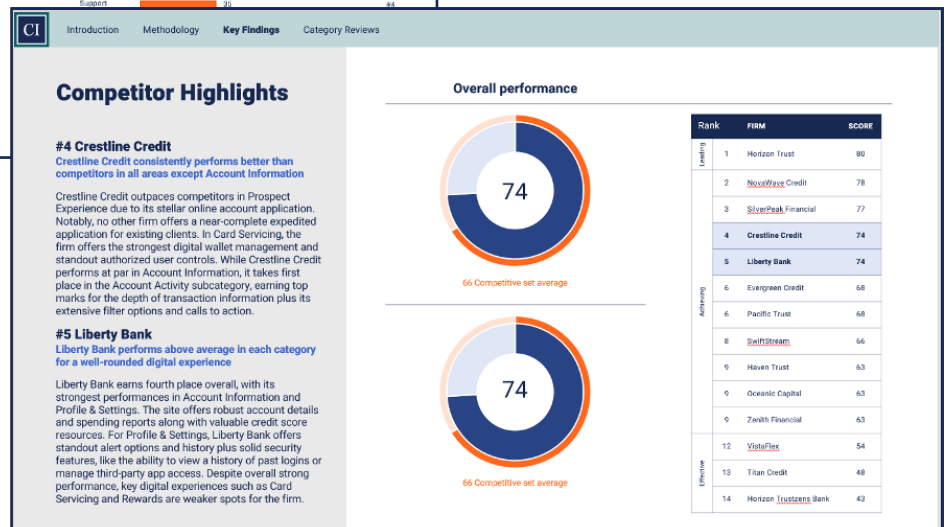 Support 35 #4
CI Introduction Methodology Key Findings Category Reviews
Competitor Highlights
#4 Crestline Credit
Crestline Credit consistently performs better than
competitors in all areas except Account Information
Crestline Credit outpaces competitors in Prospect
Experience due to its stellar online account application.
Notably, no other firm offers a near-complete expedited
application for existing clients. In Card Servicing, the
firm offers the strongest digital wallet management and
standout authorized user controls. While Crestline Credit
performs at par in Account Information, it takes first
place in the Account Activity subcategory, earning top
marks for the depth of transaction information plus its
extensive filter options and calls to action.
#5 Liberty Bank
Liberty Bank performs above average in each category
for a well-rounded digital experience
Liberty Bank earns fourth place overall, with its
strongest performances in Account Information and
Profile & Settings. The site offers robust account details
and spending reports along with valuable credit score
resources. For Profile & Settings, Liberty Bank offers
standout alert options and history plus solid security
features, like the ability to view a history of past logins or
manage third-party app access. Despite overall strong
performance, key digital experiences such as Card
Servicing and Rewards are weaker spots for the firm.
Overall performance
74
66 Competitive set average
74
66 Competitive set average
Rank FIRM SCORE
Leading
1 Horizon Trust 80
Achieving
2 NovaWave Credit 78
3 SilverPeak Financial 77
4 Crestline Credit 74
5 Liberty Bank 74
6 Evergreen Credit 68
6 Pacific Trust 68
8 SwiftStream 66
9 Haven Trust 63
9 Oceanic Capital 63
9 Zenith Financial 63
Effective
12 VistaFlex 54
13 Titan Credit 48
14 Horizon Trustzens Bank 43